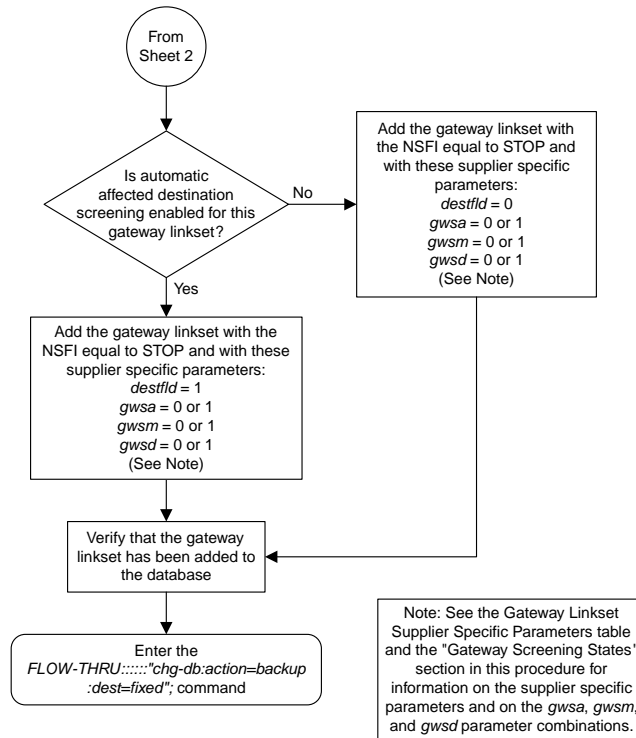 From
Sheet 2
Is automatic
affected destination
screening enabled for this
gateway linkset?
No
Yes
Add the gateway linkset with
the NSFI equal to STOP and
with these supplier specific
parameters:
destfld = 0
gwsa = 0 or 1
gwsm = 0 or 1
gwsd = 0 or 1
(See Note)
Add the gateway linkset with the
NSFI equal to STOP and with these
supplier specific parameters:
destfld = 1
gwsa = 0 or 1
gwsm = 0 or 1
gwsd = 0 or 1
(See Note)
Verify that the gateway
linkset has been added to
the database
Enter the
FLOW-THRU::::::"chg-db:action=backup
:dest=fixed"; command
Note: See the Gateway Linkset
Supplier Specific Parameters table
and the "Gateway Screening States"
section in this procedure for
information on the supplier specific
parameters and on the gwsa, gwsm,
and gwsd parameter combinations.